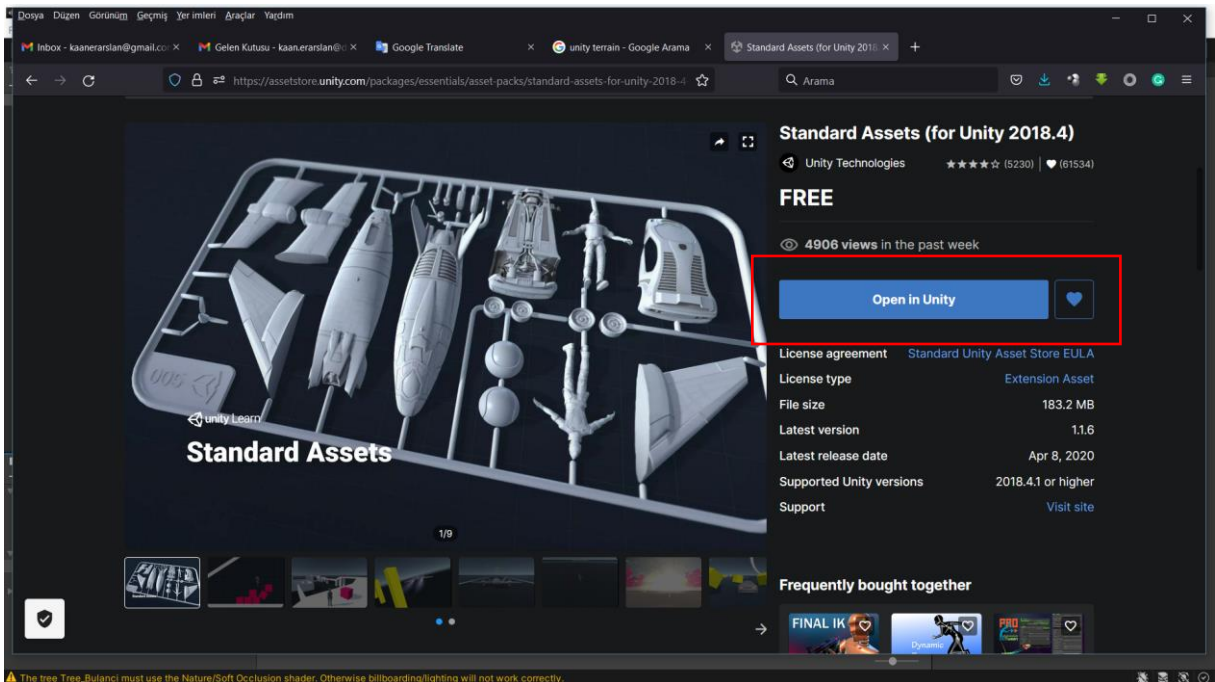 Dosya Düzen Görünüm Geçmiş Yer imleri Araçlar Yardım
Inbox - kaanerarslan@gmail.co
Gelen Kutusu - kaan.erarslan@
Google Translate
unity terrain - Google Arama
Standard Assets (for Unity 2018.
https://assetstore.unity.com/packages/essentials/asset-packs/standard-assets-for-unity-2018-4
Arama
Standard Assets (for Unity 2018.4)
Unity Technologies
(5230) | (61534)
FREE
4906 views in the past week
Open in Unity
License agreement Standard Unity Asset Store EULA
License type Extension Asset
File size 183.2 MB
Latest version 1.1.6
Latest release date Apr 8, 2020
Supported Unity versions 2018.4.1 or higher
Support Visit site
005
unity Learn
Standard Assets
1/9
Frequently bought together
FINAL IK
Dynamic
PRO
The tree Tree_Bulanci must use the Nature/Soft Occlusion shader. Otherwise billboarding/lighting will not work correctly.